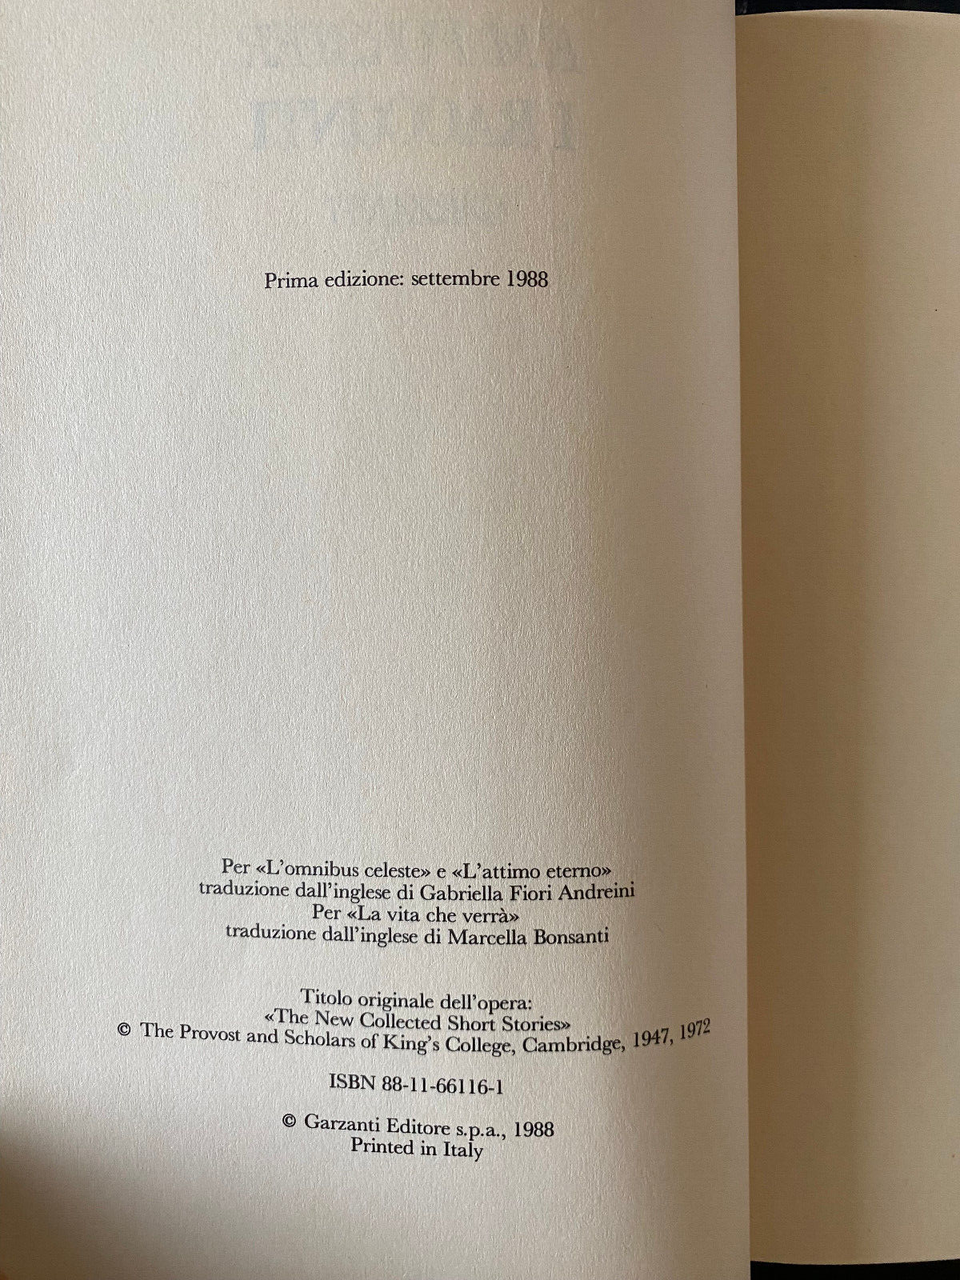 Prima edizione: settembre 1988
Per «L'omnibus celeste» e «L'attimo eterno»
traduzione dall'inglese di Gabriella Fiori Andreini
Per «La vita che verrà»
traduzione dall'inglese di Marcella Bonsanti
Titolo originale dell'opera:
«The New Collected Short Stories»
© The Provost and Scholars of King's College, Cambridge, 1947, 1972
ISBN 88-11-66116-1
© Garzanti Editore s.p.a., 1988
Printed in Italy